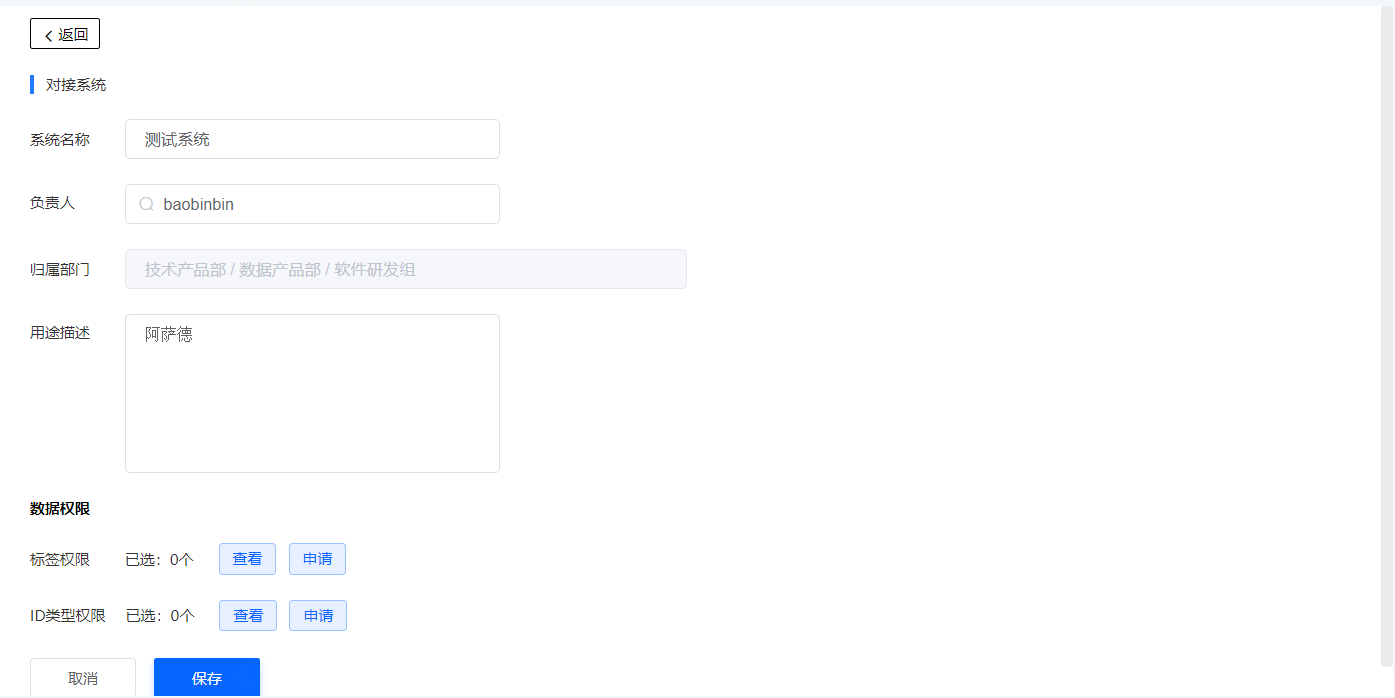 返回
对接系统
系统名称 测试系统
负责人 baobinbin
归属部门 技术产品部 / 数据产品部 / 软件研发组
用途描述 阿萨德
数据权限
标签权限 已选：0个 查看 申请
ID类型权限 已选：0个 查看 申请
取消 保存